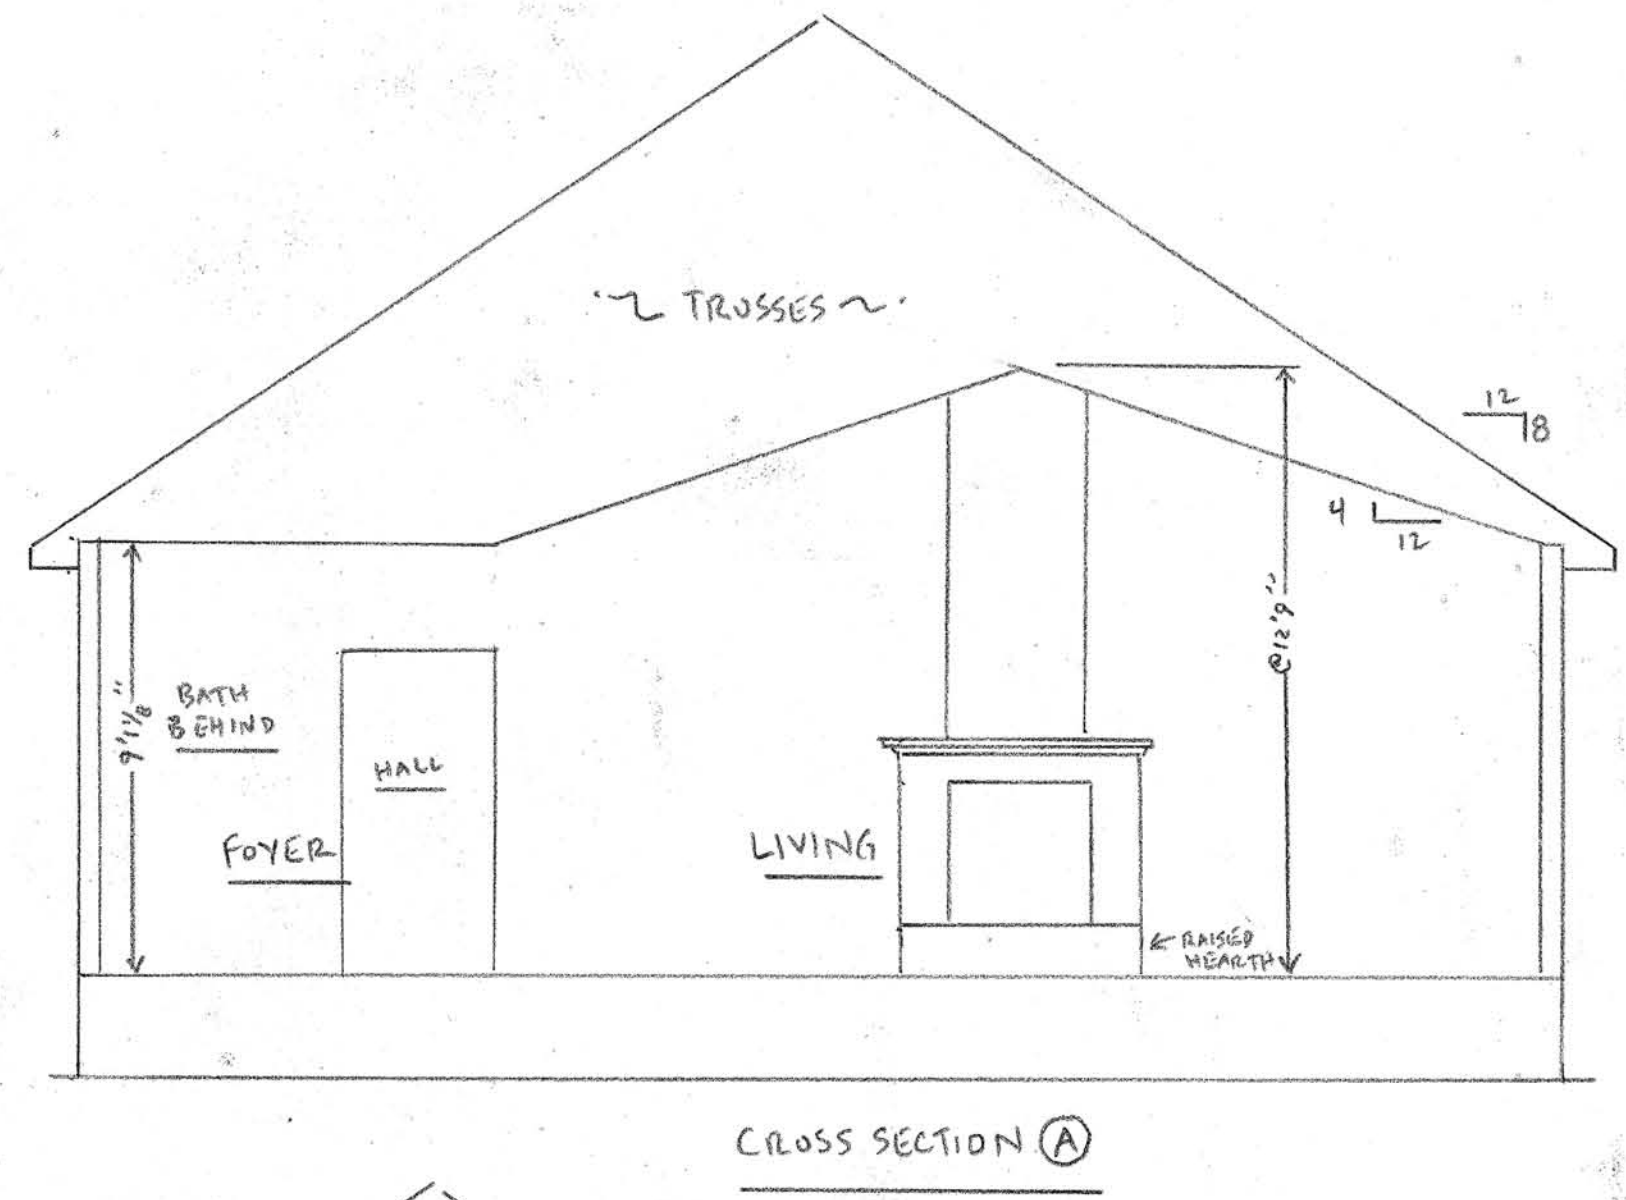 TRUSSES
12
8
4
12
@12'9"
9'1 1/8"
BATH
BEHIND
HALL
FOYER
LIVING
RAISED
HEARTH
CROSS SECTION A